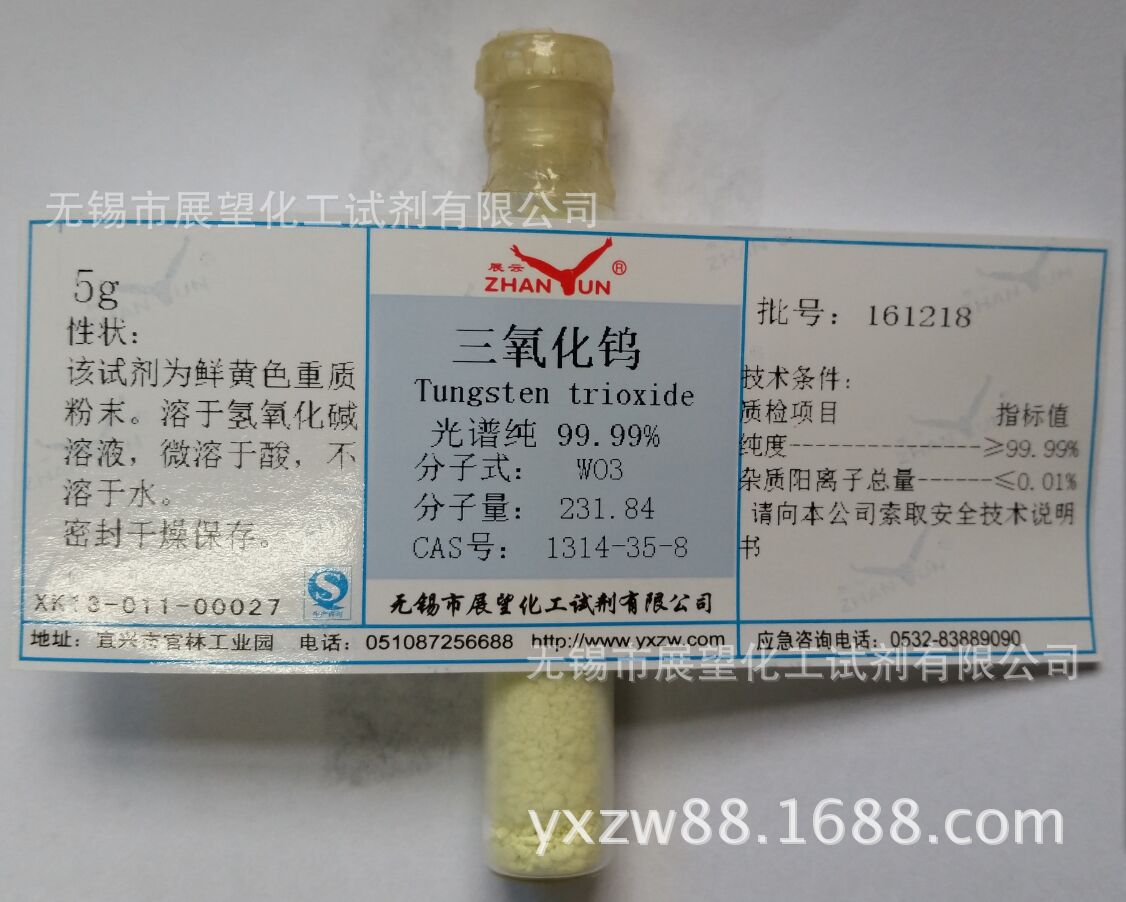 无锡市展望化工试剂有限公司
5g
性状：
该试剂为鲜黄色重质
粉末。溶于氢氧化碱
溶液，微溶于酸，不
溶于水。
密封干燥保存。
XK13-011-00027
展云
ZHANYUN®
三氧化钨
Tungsten trioxide
光谱纯 99.99%
分子式： WO3
分子量： 231.84
CAS号： 1314-35-8
无锡市展望化工试剂有限公司
批号： 161218
技术条件：
质检项目 指标值
纯度---------------≥99.99%
杂质阳离子总量------≤0.01%
请向本公司索取安全技术说明
书
地址： 宜兴市官林工业园 电话：051087256688 http://www.yxzw.com 应急咨询电话：0532-83889090
无锡市展望化工试剂有限公司
yxzw88.1688.com